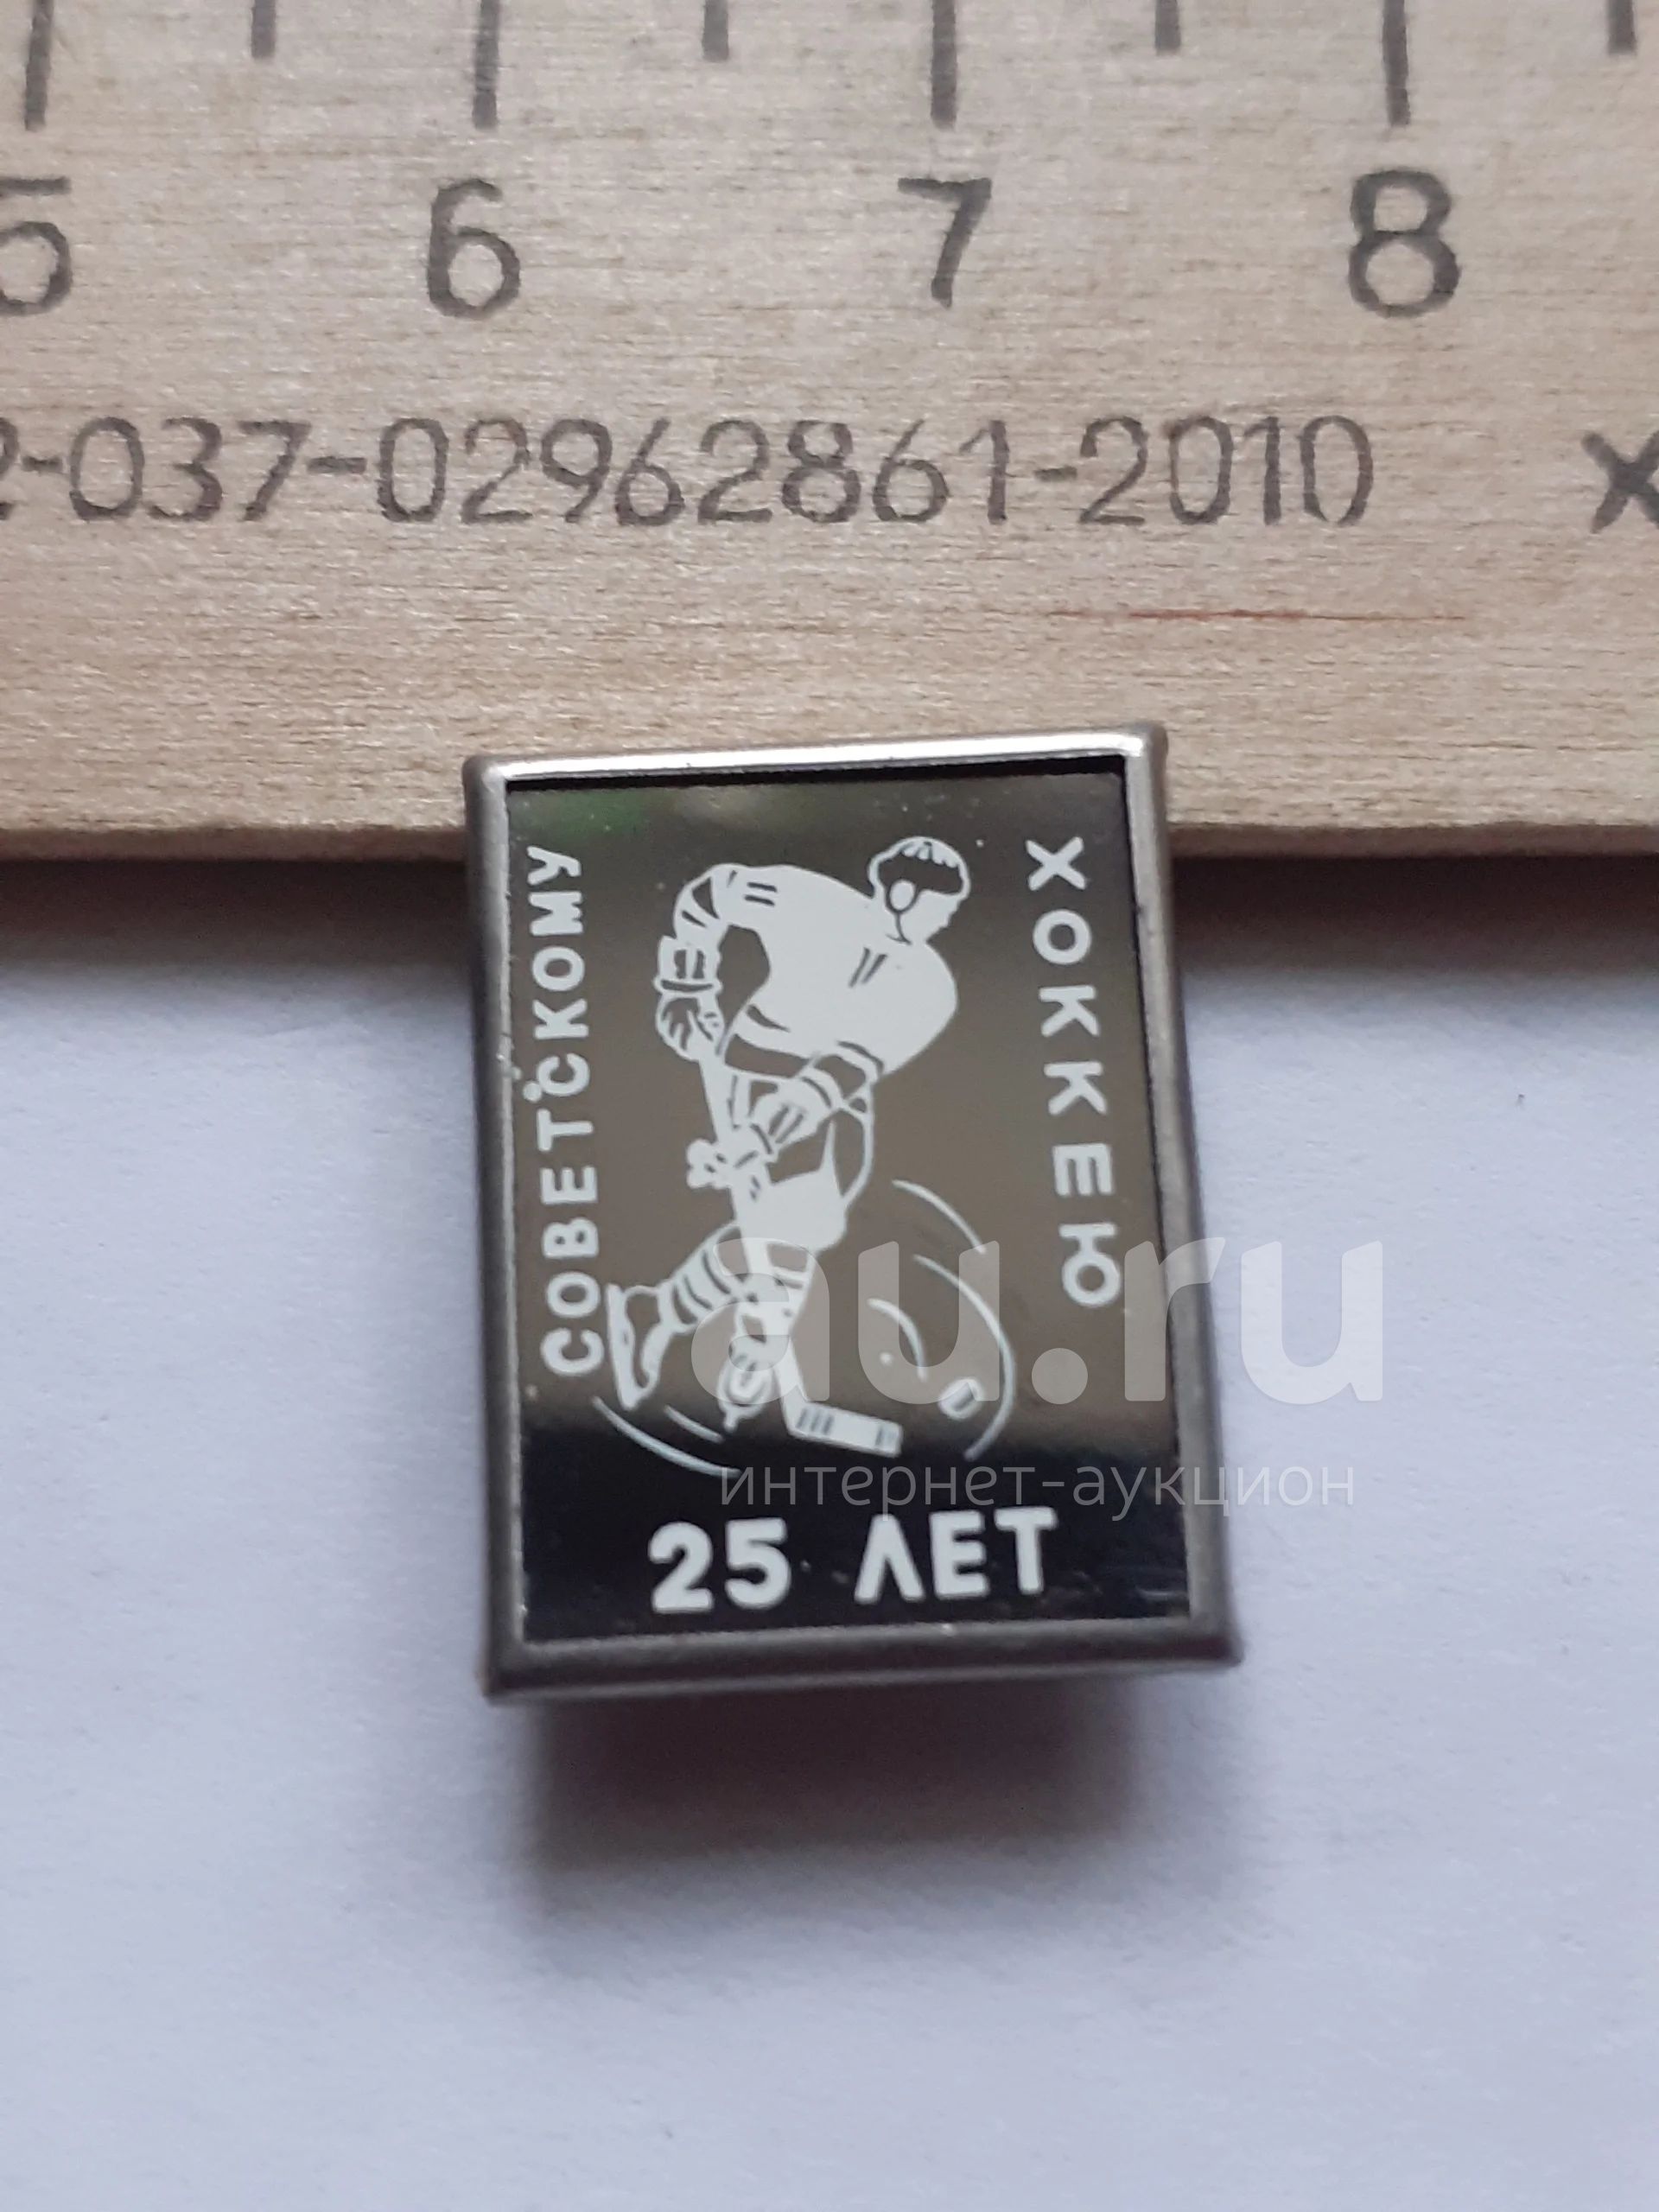 5 6 7 8
2-037-02962861-2010 х
СОВЕТСКОМУ
ХОККЕЮ
25 ЛЕТ
au.ru
интернет-аукцион